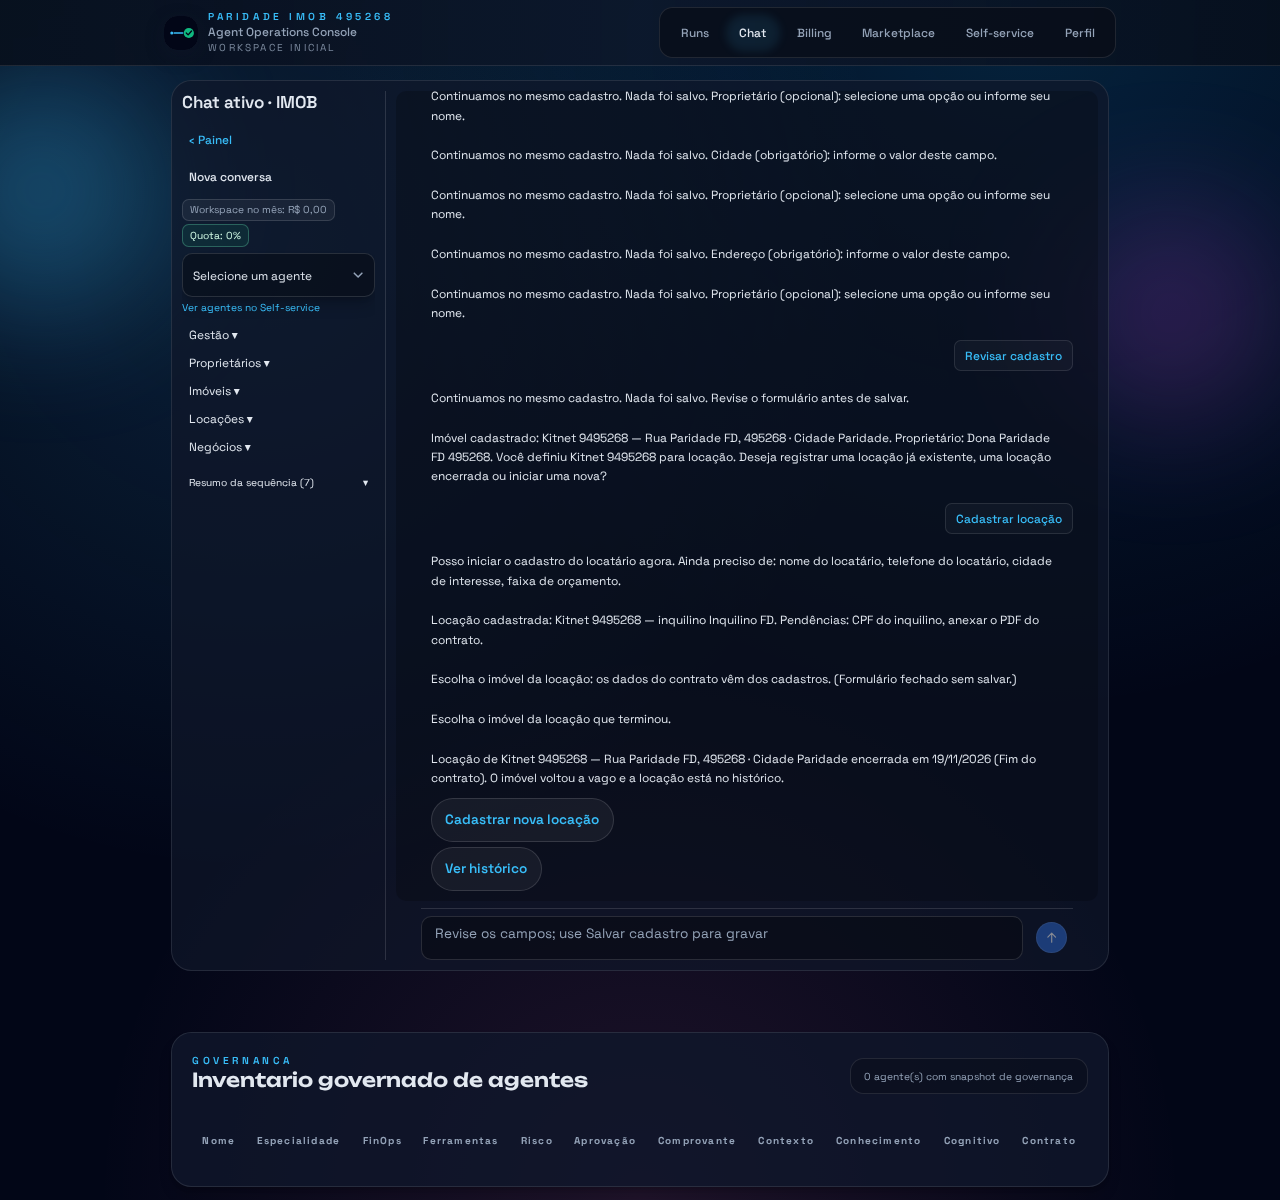 PARIDADE IMOB 495268
Agent Operations Console
WORKSPACE INICIAL
Runs
Chat
Billing
Marketplace
Self-service
Perfil
Chat ativo · IMOB
< Painel
Nova conversa
Workspace no mês: R$ 0,00
Quota: 0%
Selecione um agente
Ver agentes no Self-service
Gestão ▾
Proprietários ▾
Imóveis ▾
Locações ▾
Negócios ▾
Resumo da sequência (7) ▾
Continuamos no mesmo cadastro. Nada foi salvo. Proprietário (opcional): selecione uma opção ou informe seu
nome.
Continuamos no mesmo cadastro. Nada foi salvo. Cidade (obrigatório): informe o valor deste campo.
Continuamos no mesmo cadastro. Nada foi salvo. Proprietário (opcional): selecione uma opção ou informe seu
nome.
Continuamos no mesmo cadastro. Nada foi salvo. Endereço (obrigatório): informe o valor deste campo.
Continuamos no mesmo cadastro. Nada foi salvo. Proprietário (opcional): selecione uma opção ou informe seu
nome.
Revisar cadastro
Continuamos no mesmo cadastro. Nada foi salvo. Revise o formulário antes de salvar.
Imóvel cadastrado: Kitnet 9495268 — Rua Paridade FD, 495268 · Cidade Paridade. Proprietário: Dona Paridade
FD 495268. Você definiu Kitnet 9495268 para locação. Deseja registrar uma locação já existente, uma locação
encerrada ou iniciar uma nova?
Cadastrar locação
Posso iniciar o cadastro do locatário agora. Ainda preciso de: nome do locatário, telefone do locatário, cidade
de interesse, faixa de orçamento.
Locação cadastrada: Kitnet 9495268 — inquilino Inquilino FD. Pendências: CPF do inquilino, anexar o PDF do
contrato.
Escolha o imóvel da locação: os dados do contrato vêm dos cadastros. (Formulário fechado sem salvar.)
Escolha o imóvel da locação que terminou.
Locação de Kitnet 9495268 — Rua Paridade FD, 495268 · Cidade Paridade encerrada em 19/11/2026 (Fim do
contrato). O imóvel voltou a vago e a locação está no histórico.
Cadastrar nova locação
Ver histórico
Revise os campos; use Salvar cadastro para gravar
GOVERNANCA
Inventario governado de agentes
0 agente(s) com snapshot de governança
Nome
Especialidade
FinOps
Ferramentas
Risco
Aprovação
Comprovante
Contexto
Conhecimento
Cognitivo
Contrato